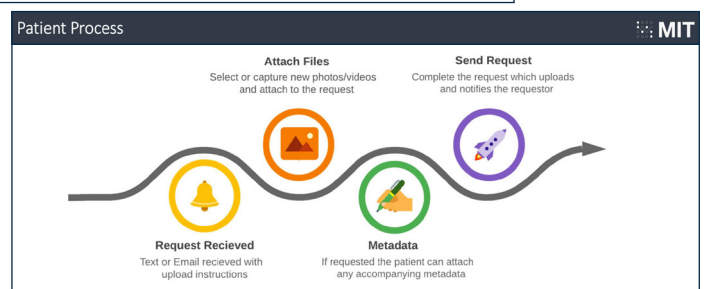 Patient Process
MIT
Attach Files
Select or capture new photos/videos
and attach to the request
Send Request
Complete the request which uploads
and notifies the requestor
Request Recieved
Text or Email recieved with
upload instructions
Metadata
If requested the patient can attach
any accompanying metadata